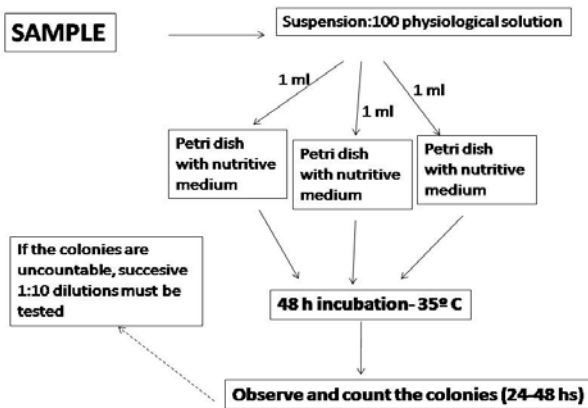 SAMPLE
Suspension:100 physiological solution
1 ml
1 ml
1 ml
Petri dish
with nutritive
medium
Petri dish
with nutritive
medium
Petri dish
with nutritive
medium
If the colonies are
uncountable, succesive
1:10 dilutions must be
tested
48 h incubation- 35º C
Observe and count the colonies (24-48 hs)